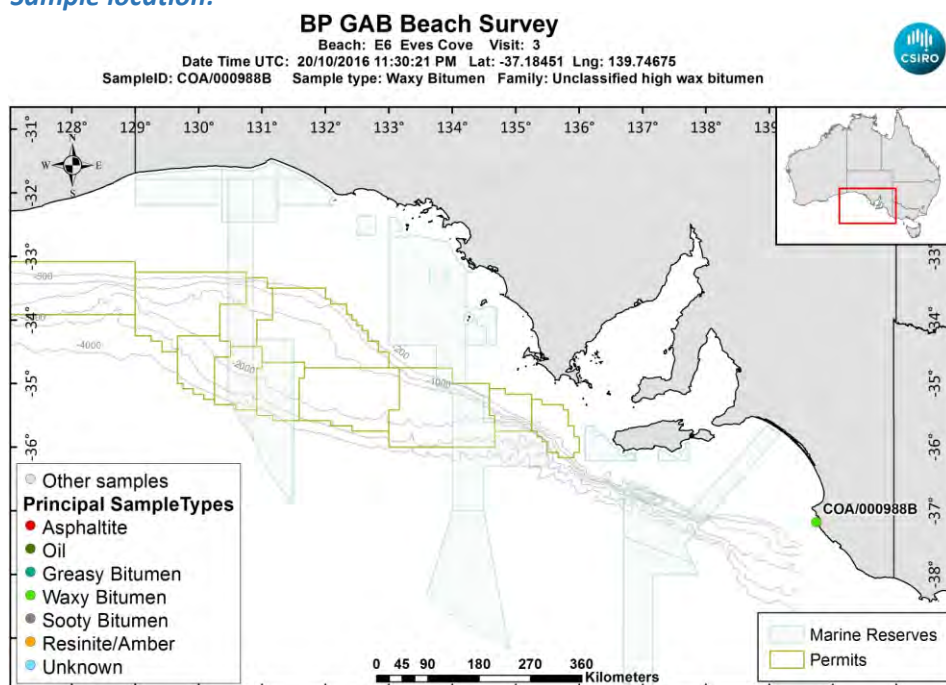 Sample location:
BP GAB Beach Survey
Beach: E6 Eves Cove Visit: 3
Date Time UTC: 20/10/2016 11:30:21 PM Lat: -37.18451 Lng: 139.74675
SampleID: COA/000988B Sample type: Waxy Bitumen Family: Unclassified high wax bitumen
CSIRO
128° 129° 130° 131° 132° 133° 134° 135° 136° 137° 138° 139
-31°
-32°
-33°
-34°
-35°
-36°
-31°
-32°
-33°
-34°
-35°
-36°
-37°
-38°
N
W E
S
-200
-1000
-2000
-4000
COA/000988B
Other samples
Principal SampleTypes
Asphaltite
Oil
Greasy Bitumen
Waxy Bitumen
Sooty Bitumen
Resinite/Amber
Unknown
0 45 90 180 270 360
Kilometers
Marine Reserves
Permits